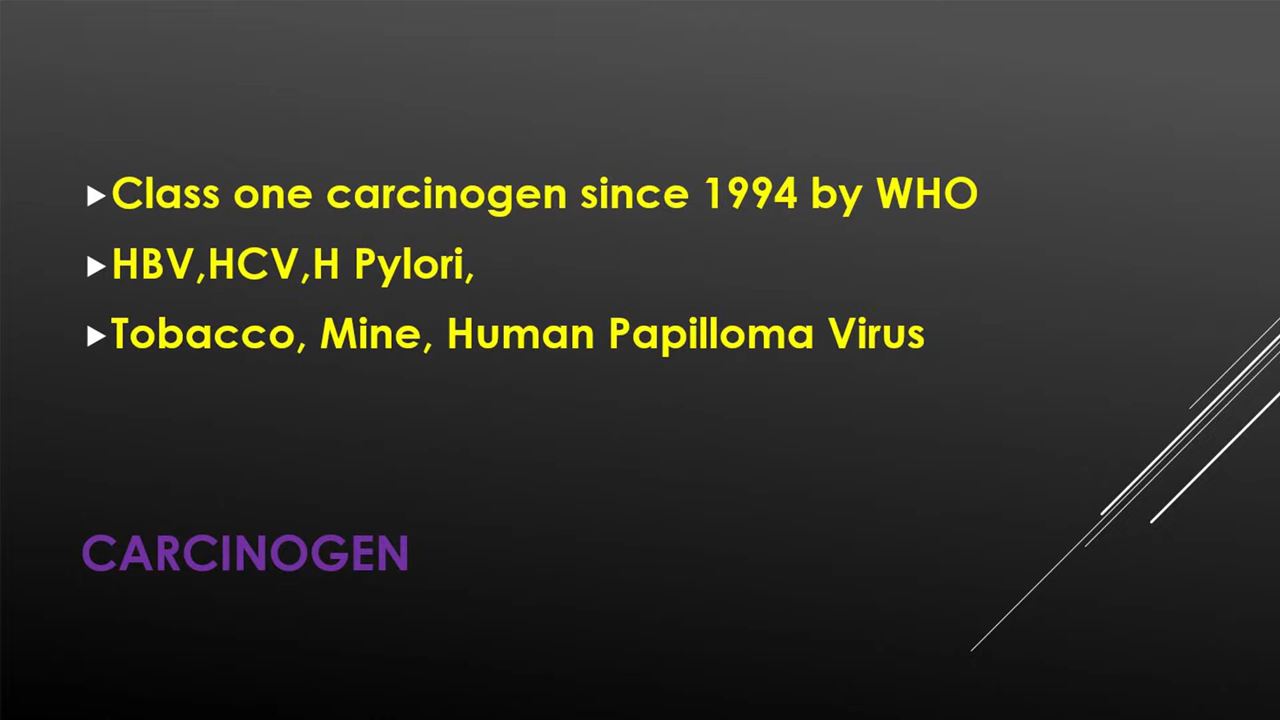 Class one carcinogen since 1994 by WHO
HBV,HCV,H Pylori,
Tobacco, Mine, Human Papilloma Virus
CARCINOGEN